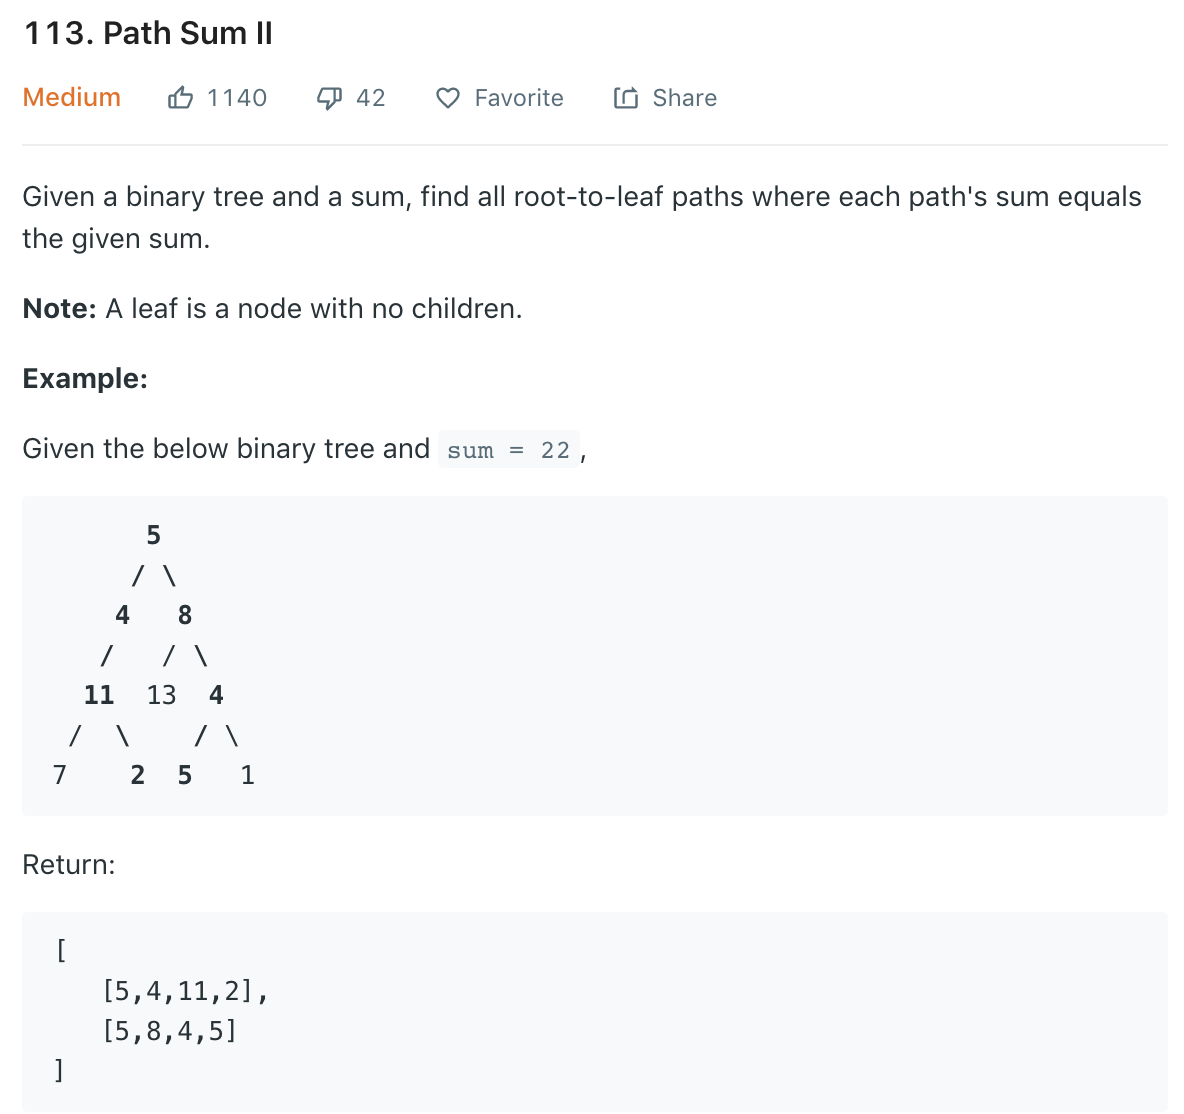 113. Path Sum II
Medium 1140 42 Favorite Share
Given a binary tree and a sum, find all root-to-leaf paths where each path's sum equals
the given sum.
Note: A leaf is a node with no children.
Example:
Given the below binary tree and sum = 22,
      5
     / \
    4   8
   /   / \
  11  13  4
 /  \    / \
7    2  5   1
Return:
[
   [5,4,11,2],
   [5,8,4,5]
]